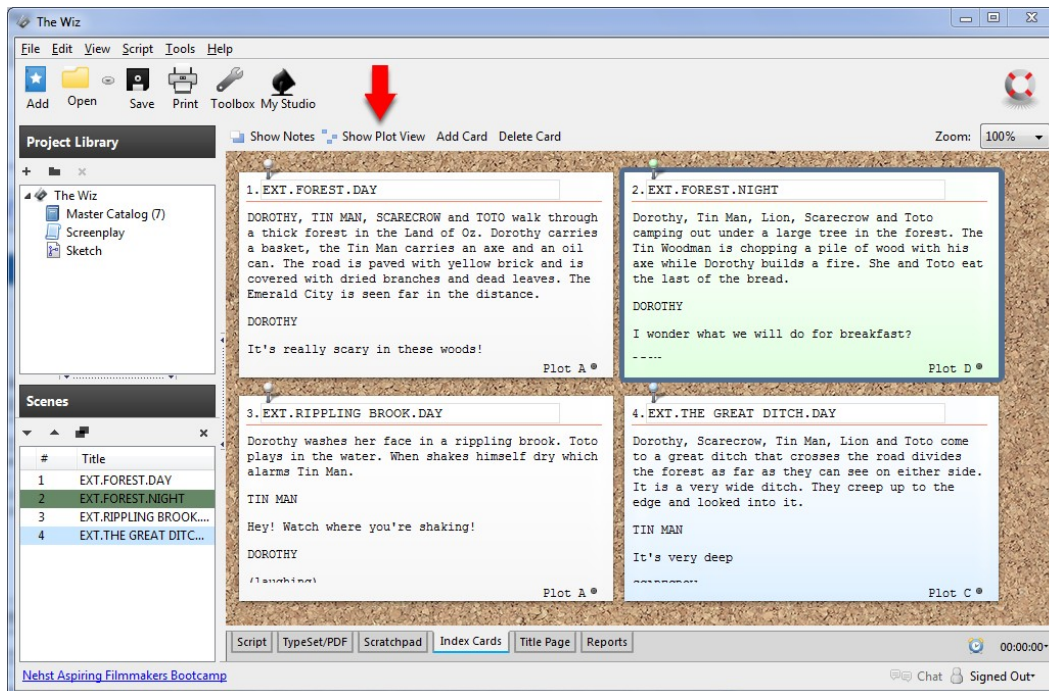 The Wiz
File Edit View Script Tools Help
Add Open Save Print Toolbox My Studio
Project Library
Show Notes Show Plot View Add Card Delete Card Zoom: 100%
The Wiz
Master Catalog (7)
Screenplay
Sketch
1. EXT.FOREST.DAY
DOROTHY, TIN MAN, SCARECROW and TOTO walk through
a thick forest in the Land of Oz. Dorothy carries
a basket, the Tin Man carries an axe and an oil
can. The road is paved with yellow brick and is
covered with dried branches and dead leaves. The
Emerald City is seen far in the distance.
DOROTHY
It's really scary in these woods!
Plot A
2. EXT.FOREST.NIGHT
Dorothy, Tin Man, Lion, Scarecrow and Toto
camping out under a large tree in the forest. The
Tin Woodman is chopping a pile of wood with his
axe while Dorothy builds a fire. She and Toto eat
the last of the bread.
DOROTHY
I wonder what we will do for breakfast?
Plot D
Scenes
# Title
1 EXT.FOREST.DAY
2 EXT.FOREST.NIGHT
3 EXT.RIPPLING BROOK....
4 EXT.THE GREAT DITC...
3. EXT.RIPPLING BROOK.DAY
Dorothy washes her face in a rippling brook. Toto
plays in the water. When shakes himself dry which
alarms Tin Man.
TIN MAN
Hey! Watch where you're shaking!
DOROTHY
(laughing)
Plot A
4. EXT.THE GREAT DITCH.DAY
Dorothy, Scarecrow, Tin Man, Lion and Toto come
to a great ditch that crosses the road divides
the forest as far as they can see on either side.
It is a very wide ditch. They creep up to the
edge and looked into it.
TIN MAN
It's very deep
Plot C
Script TypeSet/PDF Scratchpad Index Cards Title Page Reports 00:00:00
Nehst Aspiring Filmmakers Bootcamp Chat Signed Out